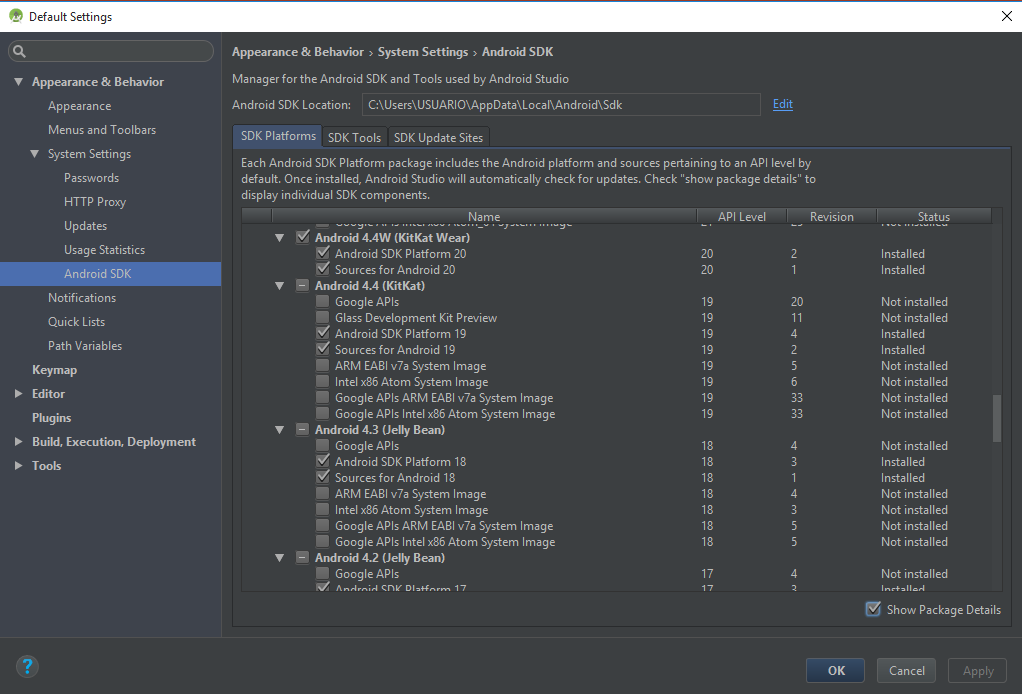 Default Settings
Appearance & Behavior
Appearance
Menus and Toolbars
System Settings
Passwords
HTTP Proxy
Updates
Usage Statistics
Android SDK
Notifications
Quick Lists
Path Variables
Keymap
Editor
Plugins
Build, Execution, Deployment
Tools
Appearance & Behavior › System Settings › Android SDK
Manager for the Android SDK and Tools used by Android Studio
Android SDK Location: C:\Users\USUARIO\AppData\Local\Android\Sdk Edit
SDK Platforms SDK Tools SDK Update Sites
Each Android SDK Platform package includes the Android platform and sources pertaining to an API level by
default. Once installed, Android Studio will automatically check for updates. Check "show package details" to
display individual SDK components.
Name API Level Revision Status
Android 4.4W (KitKat Wear)
Android SDK Platform 20 20 2 Installed
Sources for Android 20 20 1 Installed
Android 4.4 (KitKat)
Google APIs 19 20 Not installed
Glass Development Kit Preview 19 11 Not installed
Android SDK Platform 19 19 4 Installed
Sources for Android 19 19 2 Installed
ARM EABI v7a System Image 19 5 Not installed
Intel x86 Atom System Image 19 6 Not installed
Google APIs ARM EABI v7a System Image 19 33 Not installed
Google APIs Intel x86 Atom System Image 19 33 Not installed
Android 4.3 (Jelly Bean)
Google APIs 18 4 Not installed
Android SDK Platform 18 18 3 Installed
Sources for Android 18 18 1 Installed
ARM EABI v7a System Image 18 4 Not installed
Intel x86 Atom System Image 18 3 Not installed
Google APIs ARM EABI v7a System Image 18 5 Not installed
Google APIs Intel x86 Atom System Image 18 5 Not installed
Android 4.2 (Jelly Bean)
Google APIs 17 4 Not installed
Android SDK Platform 17 17 3 Installed
Show Package Details
? OK Cancel Apply